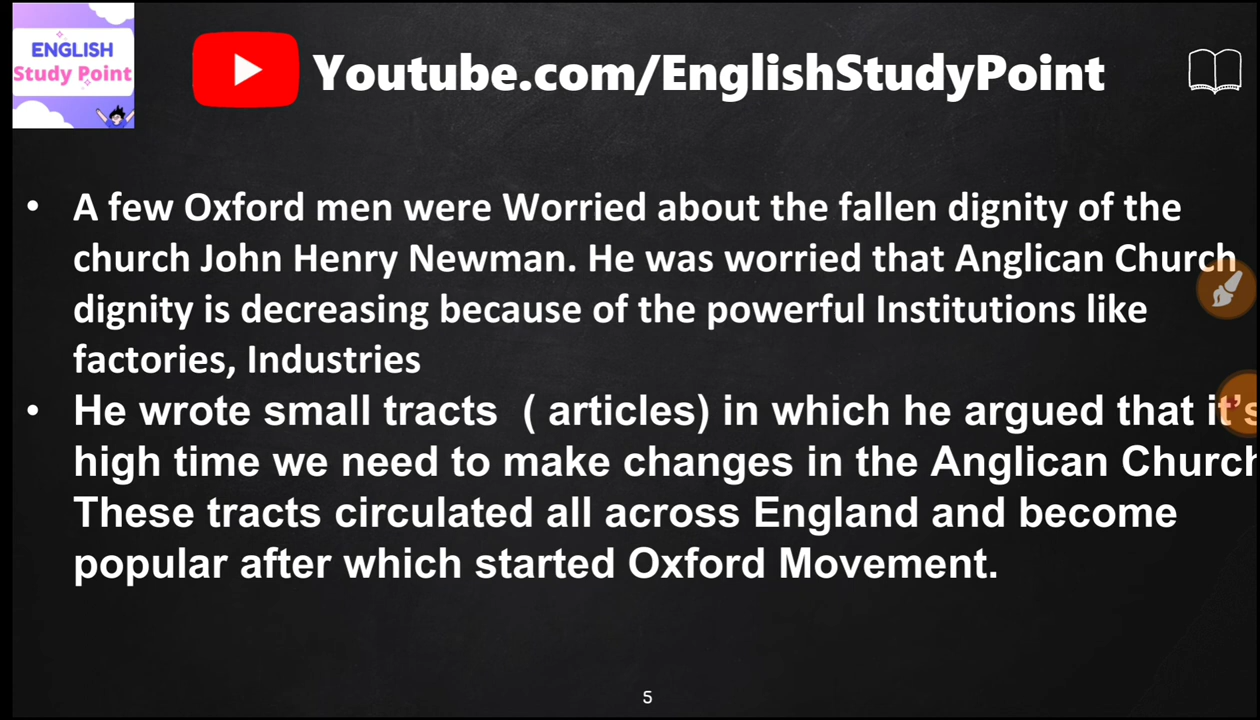 ENGLISH
Study Point
Youtube.com/EnglishStudyPoint
• A few Oxford men were Worried about the fallen dignity of the
church John Henry Newman. He was worried that Anglican Church
dignity is decreasing because of the powerful Institutions like
factories, Industries
• He wrote small tracts ( articles) in which he argued that it's
high time we need to make changes in the Anglican Church
These tracts circulated all across England and become
popular after which started Oxford Movement.
5